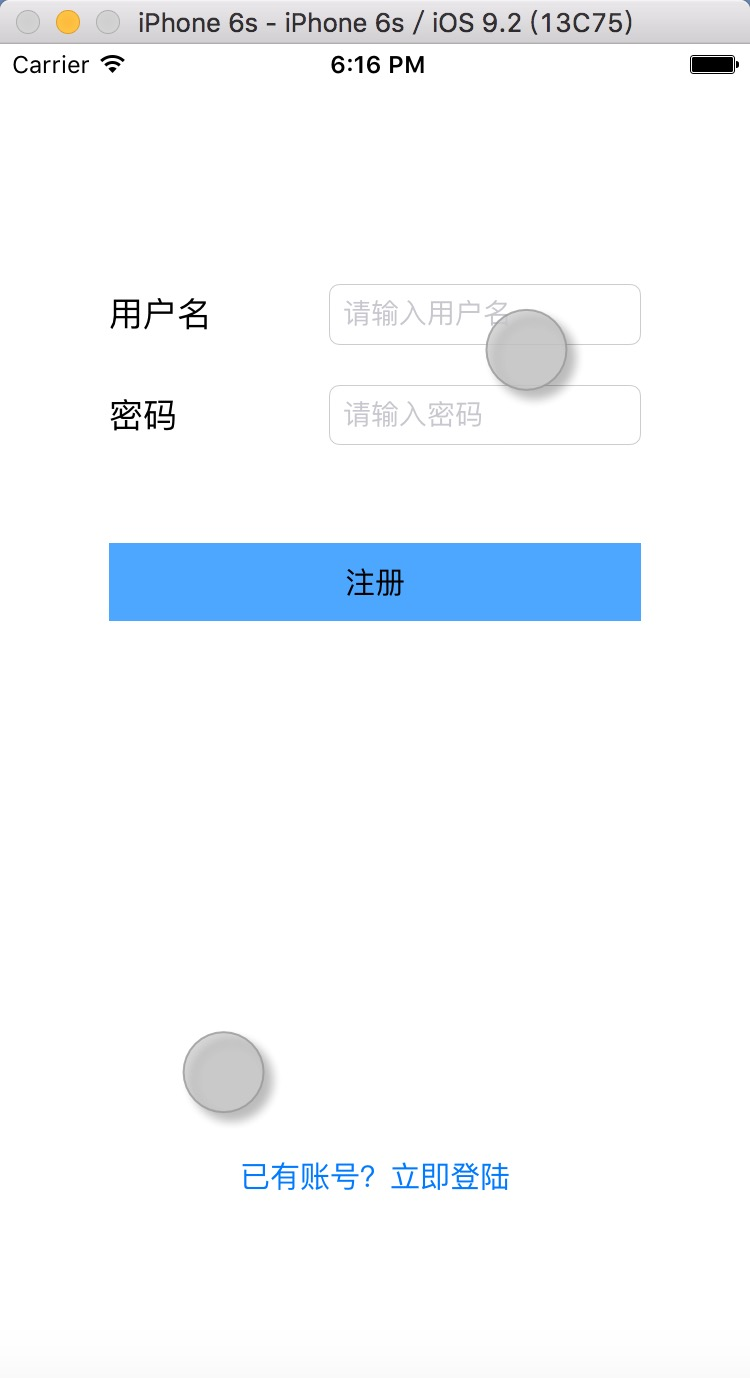 iPhone 6s - iPhone 6s / iOS 9.2 (13C75)
Carrier 6:16 PM
用户名 请输入用户名
密码 请输入密码
注册
已有账号？立即登陆